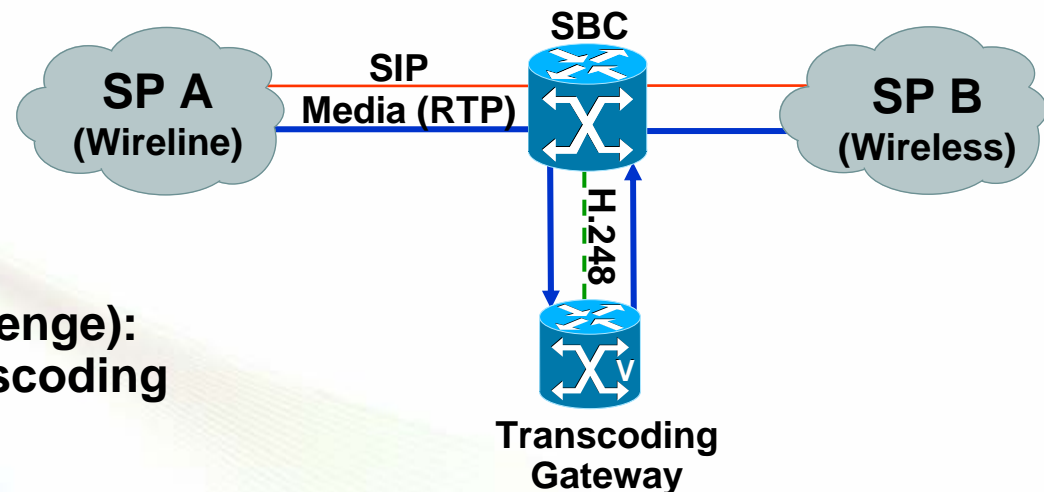 SBC
SIP
SP A
(Wireline)
Media (RTP)
SP B
(Wireless)
H.248
enge):
scoding
V
Transcoding
Gateway